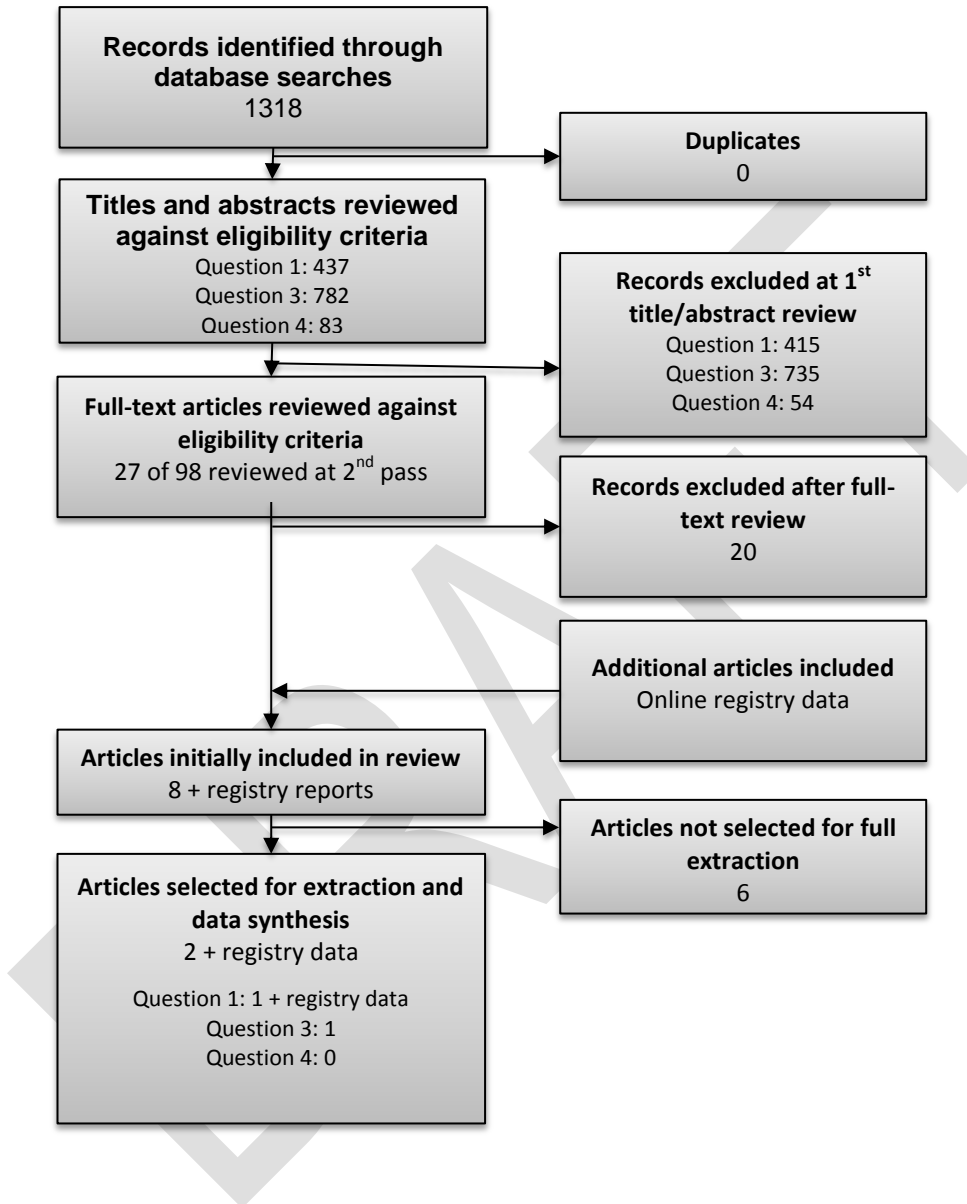 Records identified through
database searches
1318
Duplicates
0
Titles and abstracts reviewed
against eligibility criteria
Question 1: 437
Question 3: 782
Question 4: 83
Records excluded at 1st
title/abstract review
Question 1: 415
Question 3: 735
Question 4: 54
Full-text articles reviewed against
eligibility criteria
27 of 98 reviewed at 2nd pass
Records excluded after full-
text review
20
Additional articles included
Online registry data
Articles initially included in review
8 + registry reports
Articles not selected for full
extraction
6
Articles selected for extraction and
data synthesis
2 + registry data
Question 1: 1 + registry data
Question 3: 1
Question 4: 0
DRAFT